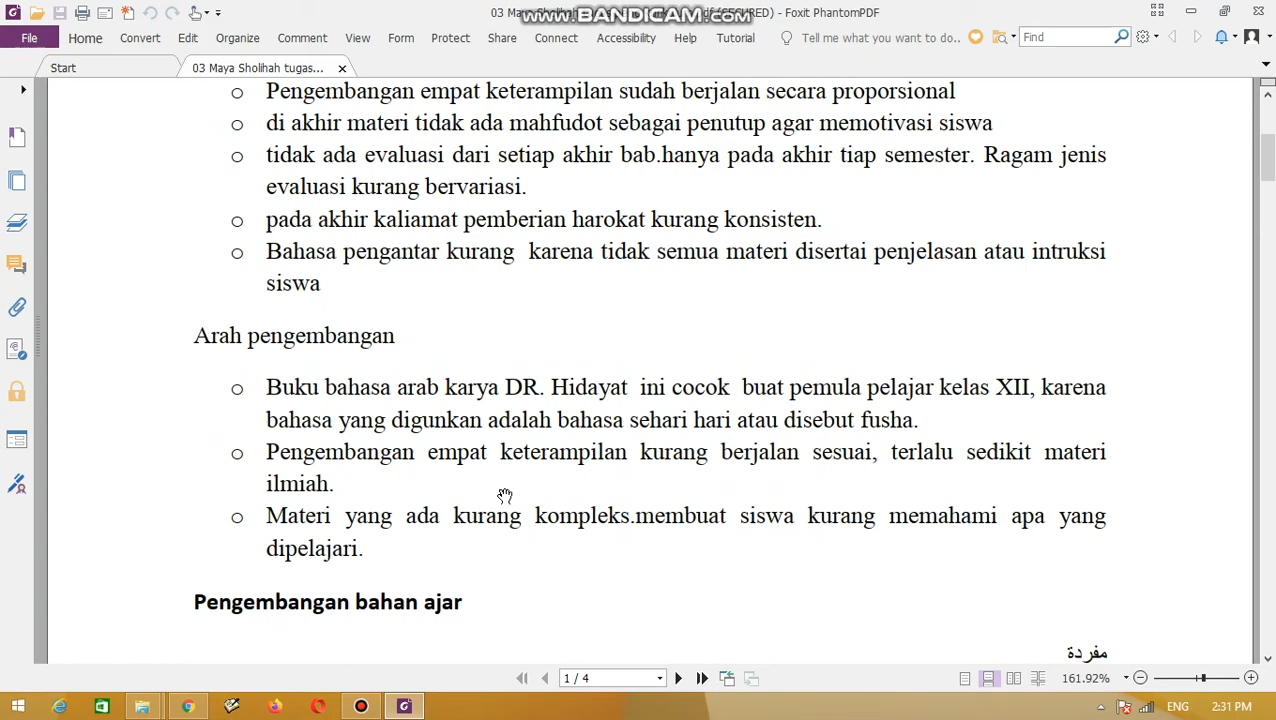 03 Maya Sholihah
(SECURED) - Foxit PhantomPDF
www.BANDICAM.com
File Home Convert Edit Organize Comment View Form Protect Share Connect Accessibility Help Tutorial Tell me what you want to do.. Find
Start 03 Maya Sholihah tugas...
o Pengembangan empat keterampilan sudah berjalan secara proporsional
o di akhir materi tidak ada mahfudot sebagai penutup agar memotivasi siswa
o tidak ada evaluasi dari setiap akhir bab.hanya pada akhir tiap semester. Ragam jenis
evaluasi kurang bervariasi.
o pada akhir kaliamat pemberian harokat kurang konsisten.
o Bahasa pengantar kurang karena tidak semua materi disertai penjelasan atau intruksi
siswa
Arah pengembangan
o Buku bahasa arab karya DR. Hidayat ini cocok buat pemula pelajar kelas XII, karena
bahasa yang digunkan adalah bahasa sehari hari atau disebut fusha.
o Pengembangan empat keterampilan kurang berjalan sesuai, terlalu sedikit materi
ilmiah.
o Materi yang ada kurang kompleks.membuat siswa kurang memahami apa yang
dipelajari.
Pengembangan bahan ajar
مفردة
1 / 4 161.92%
ENG 2:31 PM